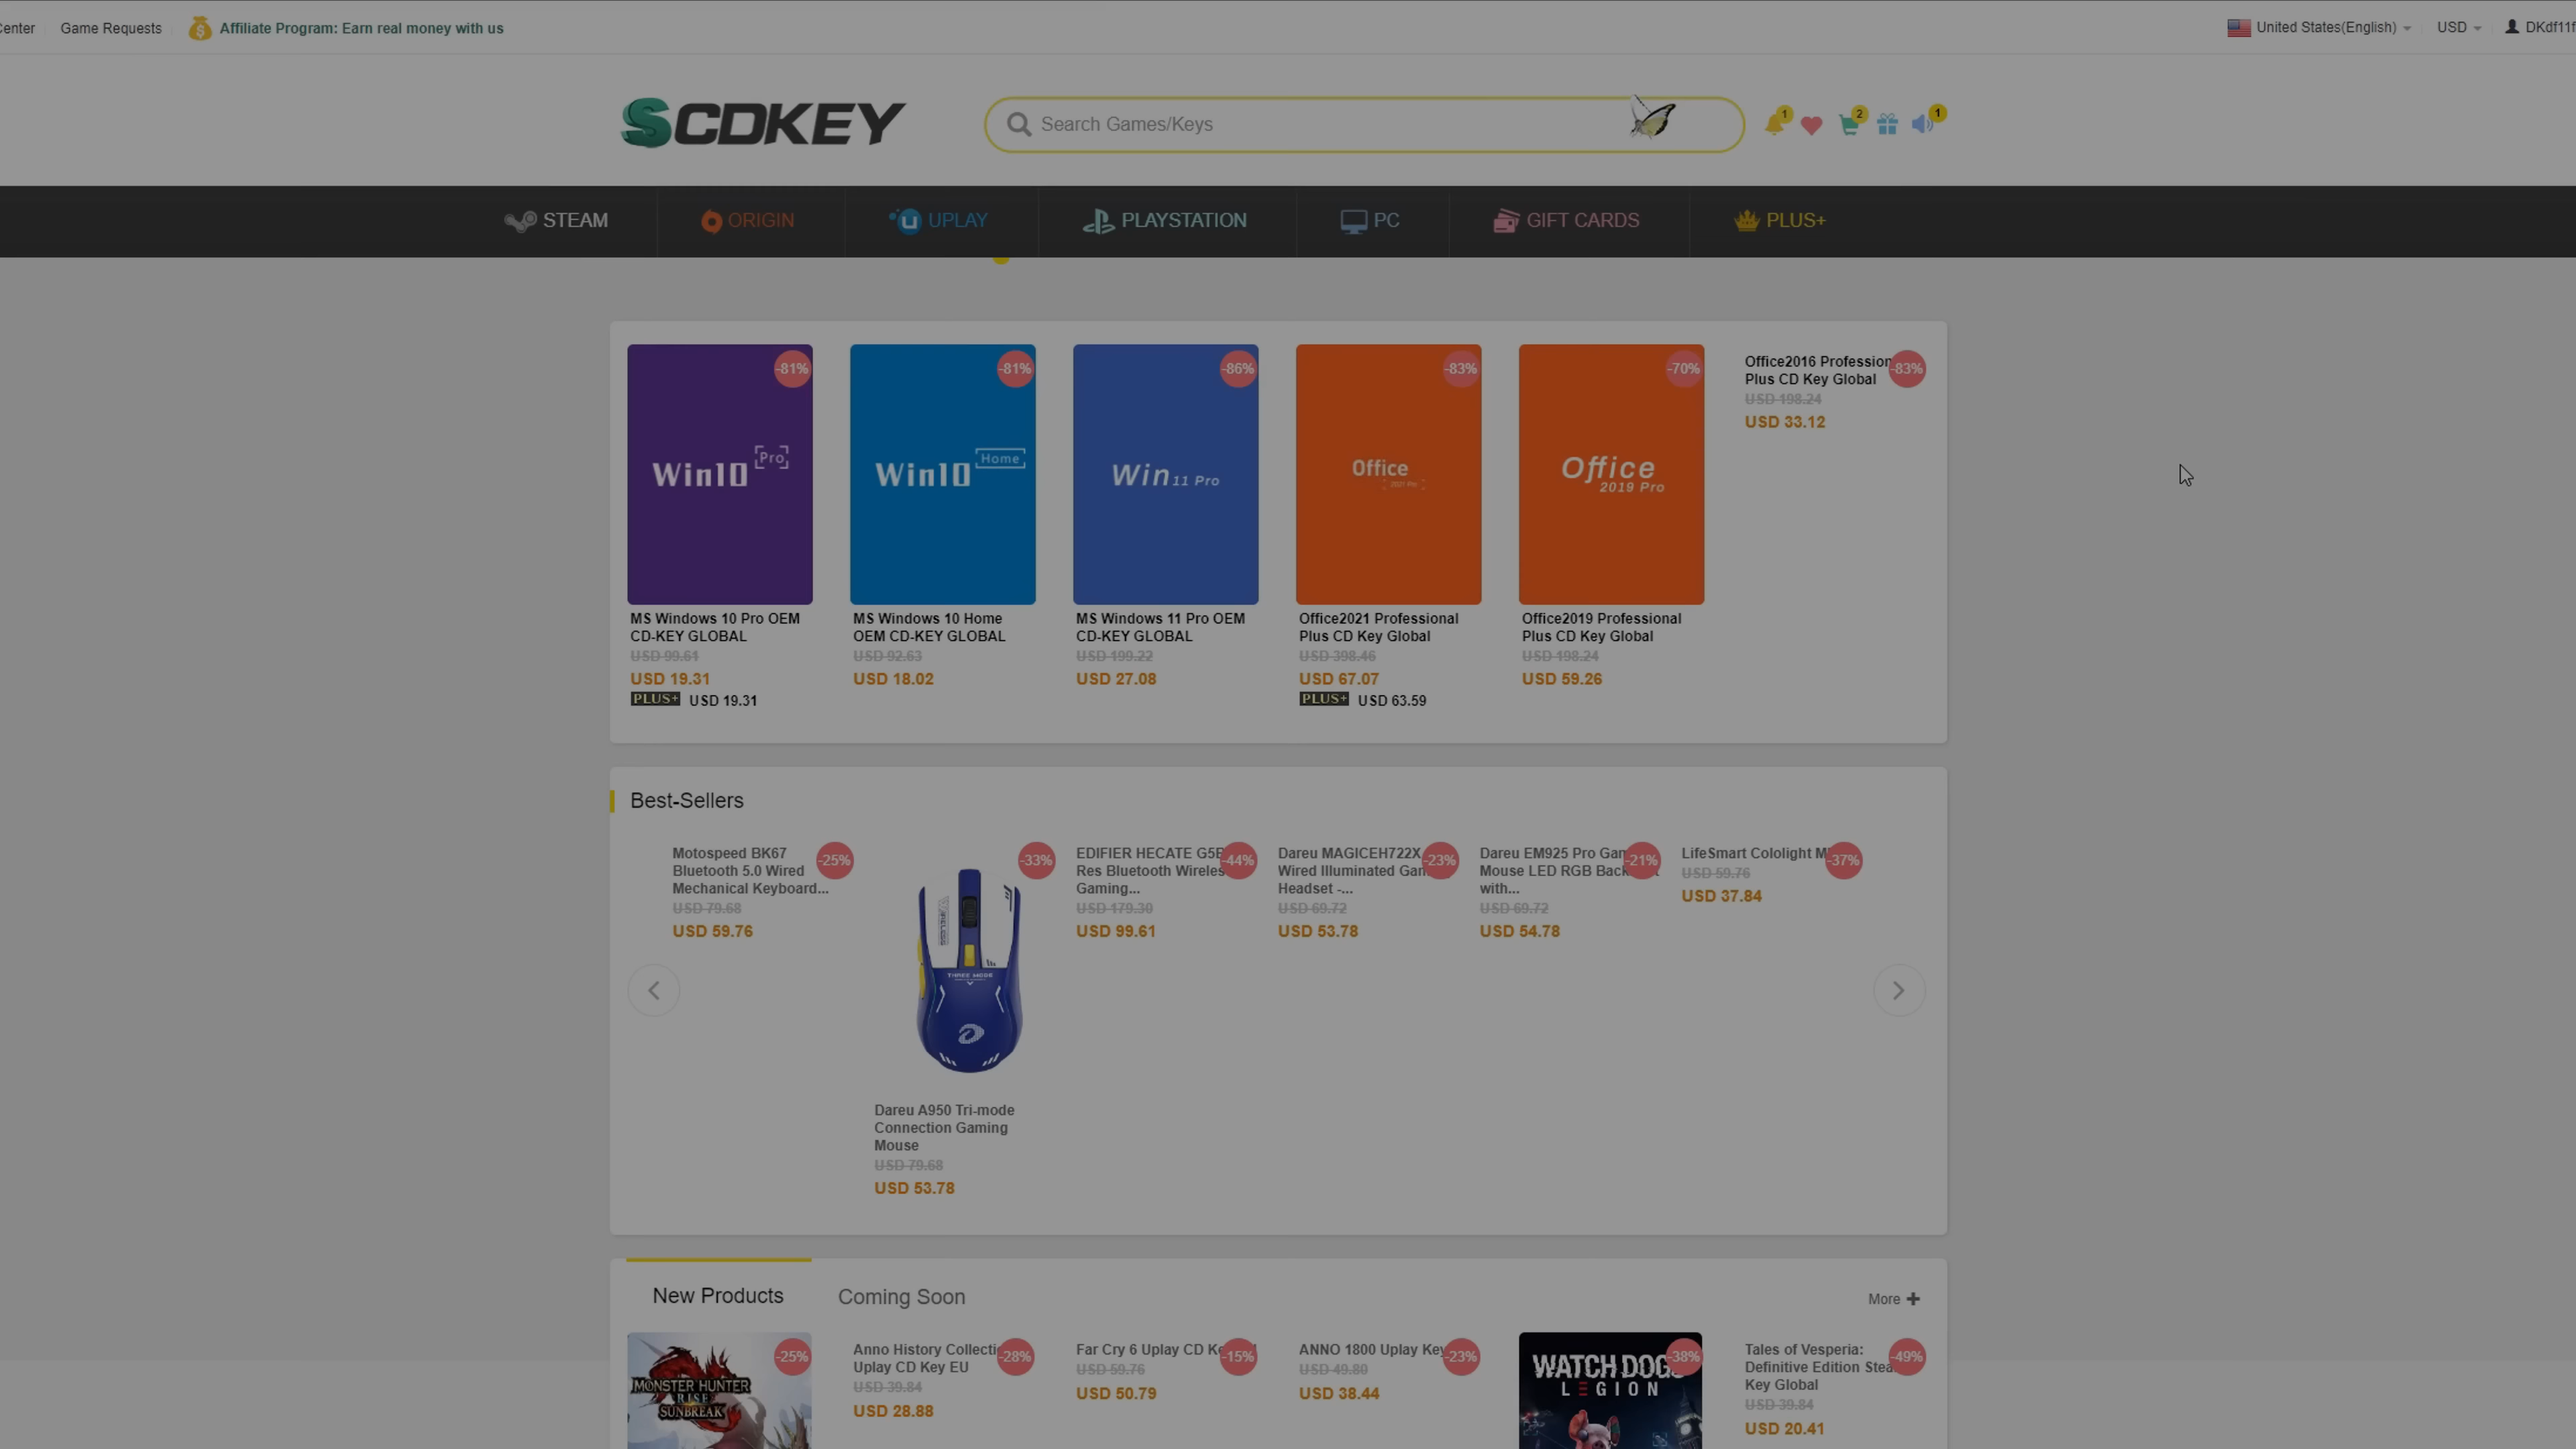 Center
Game Requests
Affiliate Program: Earn real money with us
United States(English)
USD
DKdf11f
SCDKEY
Search Games/Keys
1
2
1
STEAM
ORIGIN
UPLAY
PLAYSTATION
PC
GIFT CARDS
PLUS+
-81%
Win10 Pro
MS Windows 10 Pro OEM
CD-KEY GLOBAL
USD 99.61
USD 19.31
PLUS+ USD 19.31
-81%
Win10 Home
MS Windows 10 Home
OEM CD-KEY GLOBAL
USD 92.63
USD 18.02
-86%
Win 11 Pro
MS Windows 11 Pro OEM
CD-KEY GLOBAL
USD 199.22
USD 27.08
-83%
Office
2021 Pro
Office2021 Professional
Plus CD Key Global
USD 398.46
USD 67.07
PLUS+ USD 63.59
-70%
Office
2019 Pro
Office2019 Professional
Plus CD Key Global
USD 198.24
USD 59.26
Office2016 Profession
-83%
Plus CD Key Global
USD 198.24
USD 33.12
Best-Sellers
Motospeed BK67
-25%
Bluetooth 5.0 Wired
Mechanical Keyboard...
USD 79.68
USD 59.76
-33%
WIRELESS
THREE MODE
Dareu A950 Tri-mode
Connection Gaming
Mouse
USD 79.68
USD 53.78
EDIFIER HECATE G5B
-44%
Res Bluetooth Wireles
Gaming...
USD 179.30
USD 99.61
Dareu MAGICEH722X
-23%
Wired Illuminated Gam
Headset -...
USD 69.72
USD 53.78
Dareu EM925 Pro Gam
-21%
Mouse LED RGB Back
with...
USD 69.72
USD 54.78
LifeSmart Cololight M
-37%
USD 59.76
USD 37.84
New Products
Coming Soon
More
-25%
MONSTER HUNTER
RISE
SUNBREAK
Anno History Collecti
-28%
Uplay CD Key EU
USD 39.84
USD 28.88
Far Cry 6 Uplay CD Ke
-15%
USD 59.76
USD 50.79
ANNO 1800 Uplay Key
-23%
USD 49.80
USD 38.44
-38%
WATCH DOGS
LEGION
Tales of Vesperia:
-49%
Definitive Edition Stea
Key Global
USD 39.84
USD 20.41